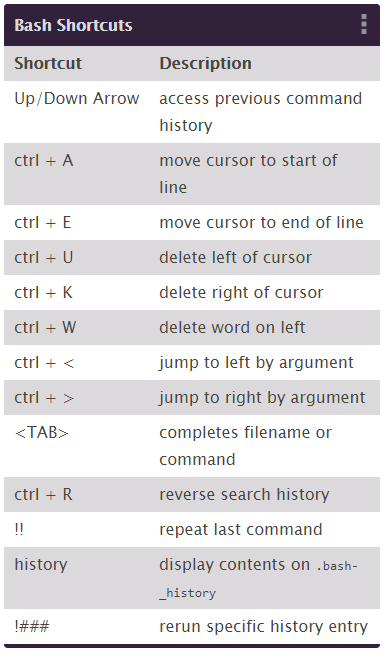 Bash Shortcuts
Shortcut Description
Up/Down Arrow access previous command
history
ctrl + A move cursor to start of
line
ctrl + E move cursor to end of line
ctrl + U delete left of cursor
ctrl + K delete right of cursor
ctrl + W delete word on left
ctrl + < jump to left by argument
ctrl + > jump to right by argument
<TAB> completes filename or
command
ctrl + R reverse search history
!! repeat last command
history display contents on .bash-
_history
!### rerun specific history entry